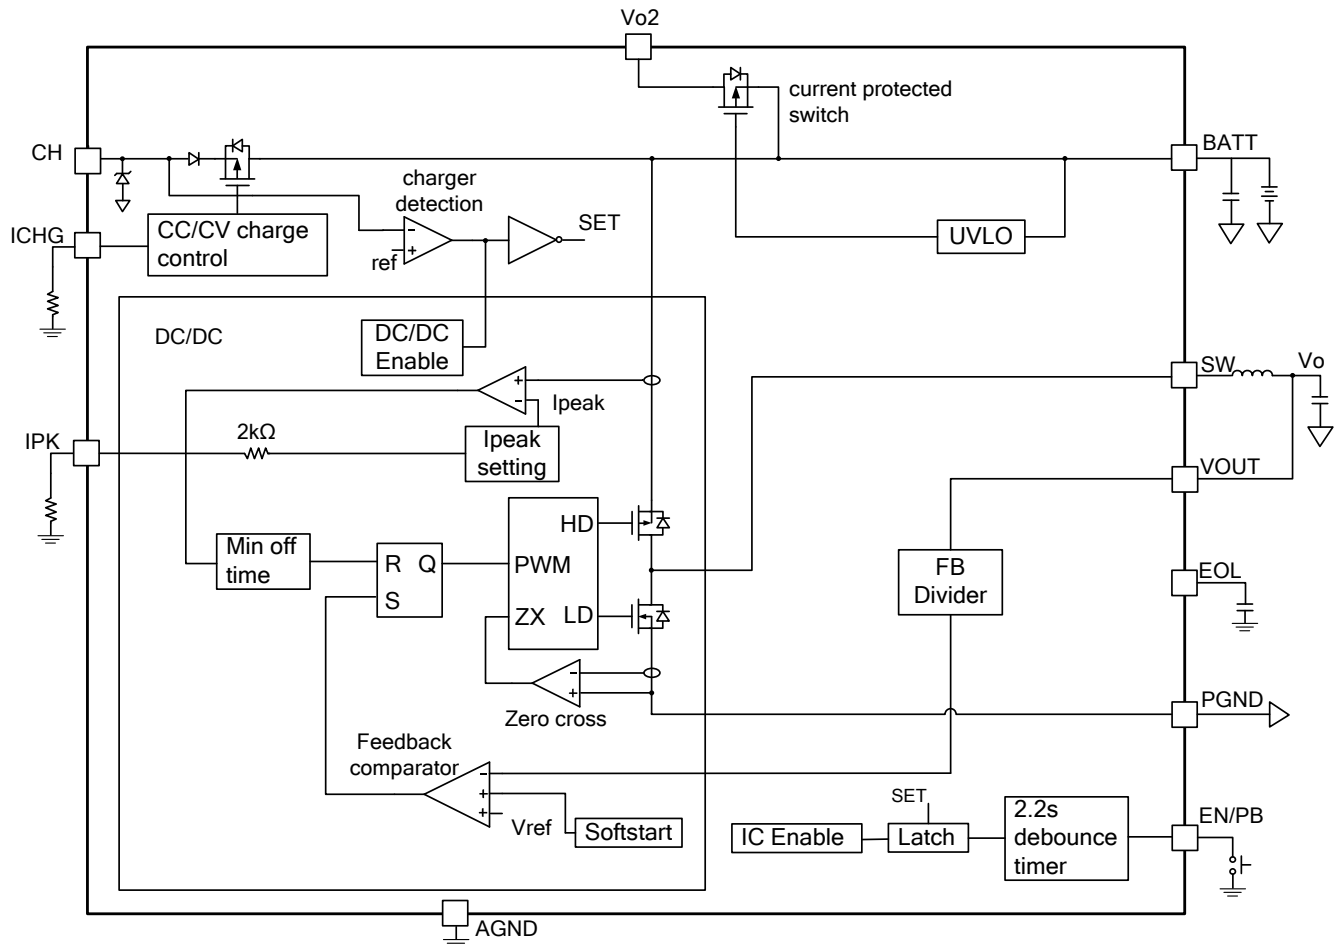 Vo2
current protected
switch
CH
BATT
charger
detection
ICHG
CC/CV charge
control
-
+
ref
SET
UVLO
DC/DC
DC/DC
Enable
SW
Vo
+
-
Ipeak
IPK
2kΩ
Ipeak
setting
VOUT
HD
Min off
time
R Q
S
PWM
ZX
LD
FB
Divider
EOL
-
+
Zero cross
PGND
Feedback
comparator
-
+
+
Vref
Softstart
SET
IC Enable
Latch
2.2s
debounce
timer
EN/PB
AGND